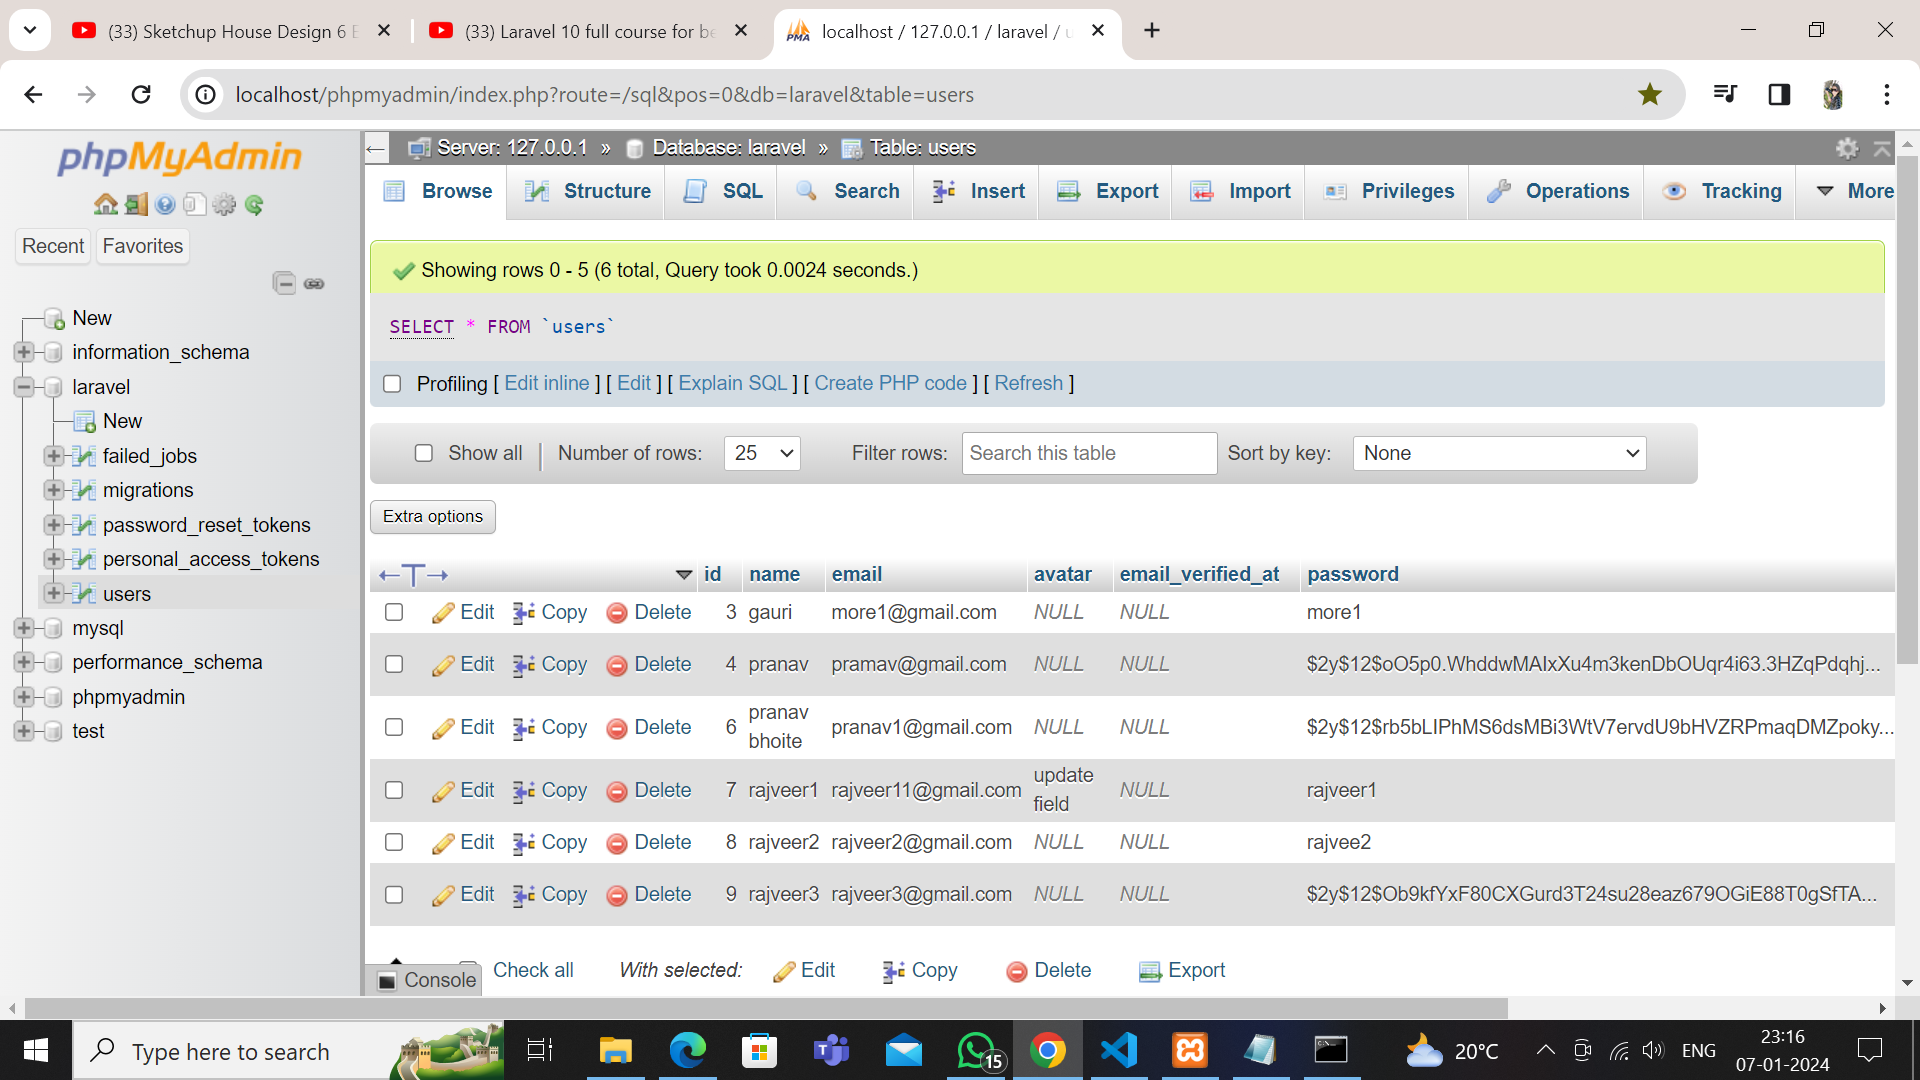 (33) Sketchup House Design 6
(33) Laravel 10 full course for be
localhost / 127.0.0.1 / laravel / u
localhost/phpmyadmin/index.php?route=/sql&pos=0&db=laravel&table=users
phpMyAdmin
Recent Favorites
New
information_schema
laravel
New
failed_jobs
migrations
password_reset_tokens
personal_access_tokens
users
mysql
performance_schema
phpmyadmin
test
Server: 127.0.0.1 » Database: laravel » Table: users
Browse Structure SQL Search Insert Export Import Privileges Operations Tracking More
Showing rows 0 - 5 (6 total, Query took 0.0024 seconds.)
SELECT * FROM `users`
Profiling [ Edit inline ] [ Edit ] [ Explain SQL ] [ Create PHP code ] [ Refresh ]
Show all | Number of rows: 25 Filter rows: Search this table Sort by key: None
Extra options
←T→ id name email avatar email_verified_at password
Edit Copy Delete 3 gauri more1@gmail.com NULL NULL more1
Edit Copy Delete 4 pranav pramav@gmail.com NULL NULL $2y$12$oO5p0.WhddwMAIxXu4m3kenDbOUqr4i63.3HZqPdqhj...
Edit Copy Delete 6 pranav bhoite pranav1@gmail.com NULL NULL $2y$12$rb5bLIPhMS6dsMBi3WtV7ervdU9bHVZRPmaqDMZpoky...
Edit Copy Delete 7 rajveer1 rajveer11@gmail.com update field NULL rajveer1
Edit Copy Delete 8 rajveer2 rajveer2@gmail.com NULL NULL rajvee2
Edit Copy Delete 9 rajveer3 rajveer3@gmail.com NULL NULL $2y$12$Ob9kfYxF80CXGurd3T24su28eaz679OGiE88T0gSfTA...
Console Check all With selected: Edit Copy Delete Export
Type here to search
15
20°C
ENG
23:16
07-01-2024